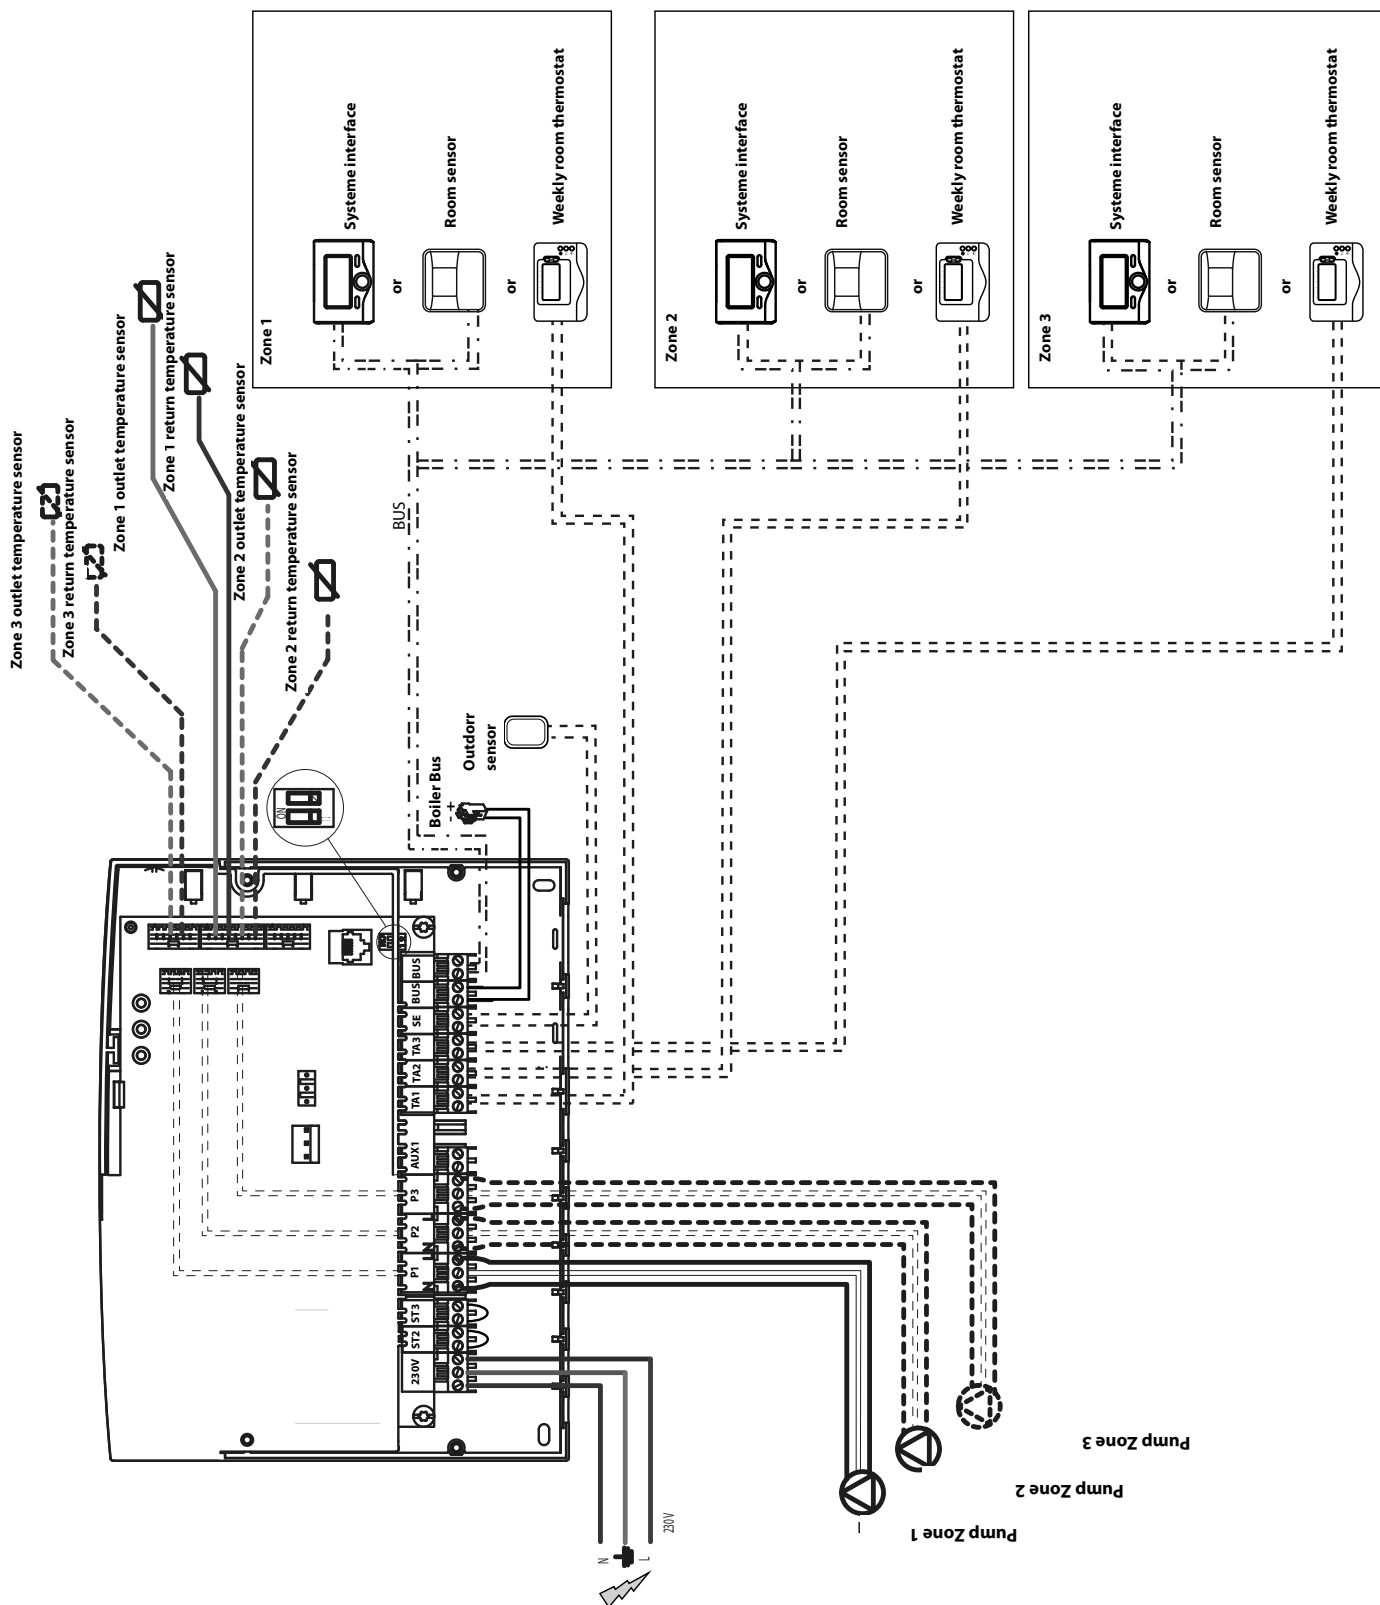 Zone 3 outlet temperature sensor
Zone 3 return temperature sensor
Zone 1 outlet temperature sensor
Zone 1 return temperature sensor
Zone 2 outlet temperature sensor
Zone 2 return temperature sensor
Zone 1
Systeme interface
or
Room sensor
or
Weekly room thermostat
Zone 2
Systeme interface
or
Room sensor
or
Weekly room thermostat
Zone 3
Systeme interface
or
Room sensor
or
Weekly room thermostat
BUS
Outdorr
sensor
Boiler Bus
- +
ON
230V
ST2
ST3
P1
P2
P3
AUX1
TA1
TA2
TA3
SE
BUS
BUS
N
N
N
L
230V
Pump Zone 1
Pump Zone 2
Pump Zone 3